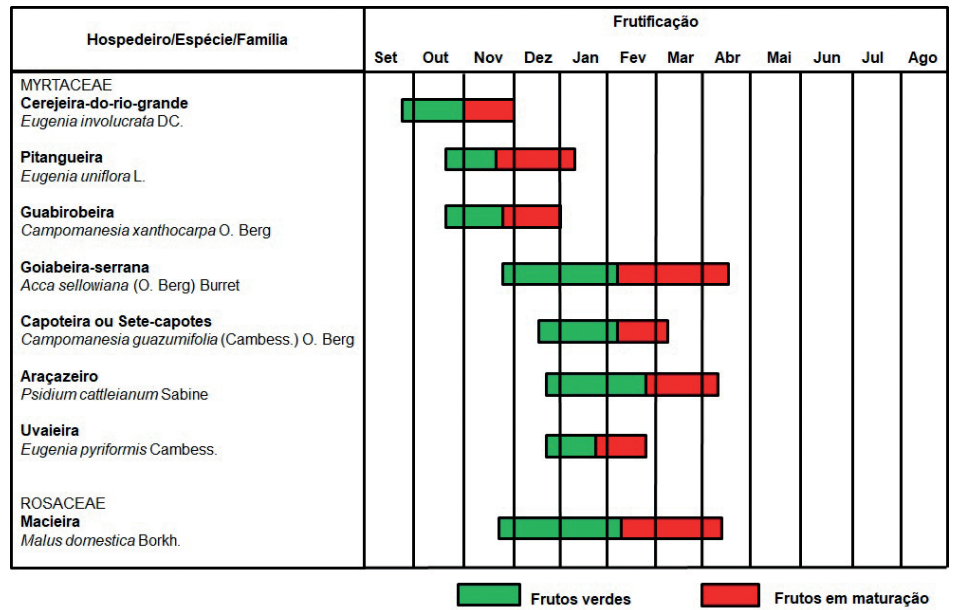 Hospedeiro/Espécie/Família
Frutificação
Set Out Nov Dez Jan Fev Mar Abr Mai Jun Jul Ago
MYRTACEAE
Cerejeira-do-rio-grande
Eugenia involucrata DC.
Pitangueira
Eugenia uniflora L.
Guabirobeira
Campomanesia xanthocarpa O. Berg
Goiabeira-serrana
Acca sellowiana (O. Berg) Burret
Capoteira ou Sete-capotes
Campomanesia guazumifolia (Cambess.) O. Berg
Araçazeiro
Psidium cattleianum Sabine
Uvaieira
Eugenia pyriformis Cambess.
ROSACEAE
Macieira
Malus domestica Borkh.
Frutos verdes
Frutos em maturação